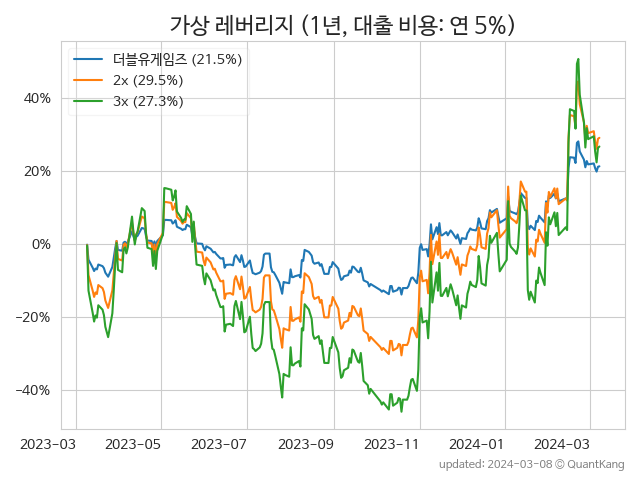 가상 레버리지 (1년, 대출 비용: 연 5%)
더블유게임즈 (21.5%)
2x (29.5%)
3x (27.3%)
40%
20%
0%
−20%
−40%
2023-03
2023-05
2023-07
2023-09
2023-11
2024-01
2024-03
updated: 2024-03-08 © QuantKang